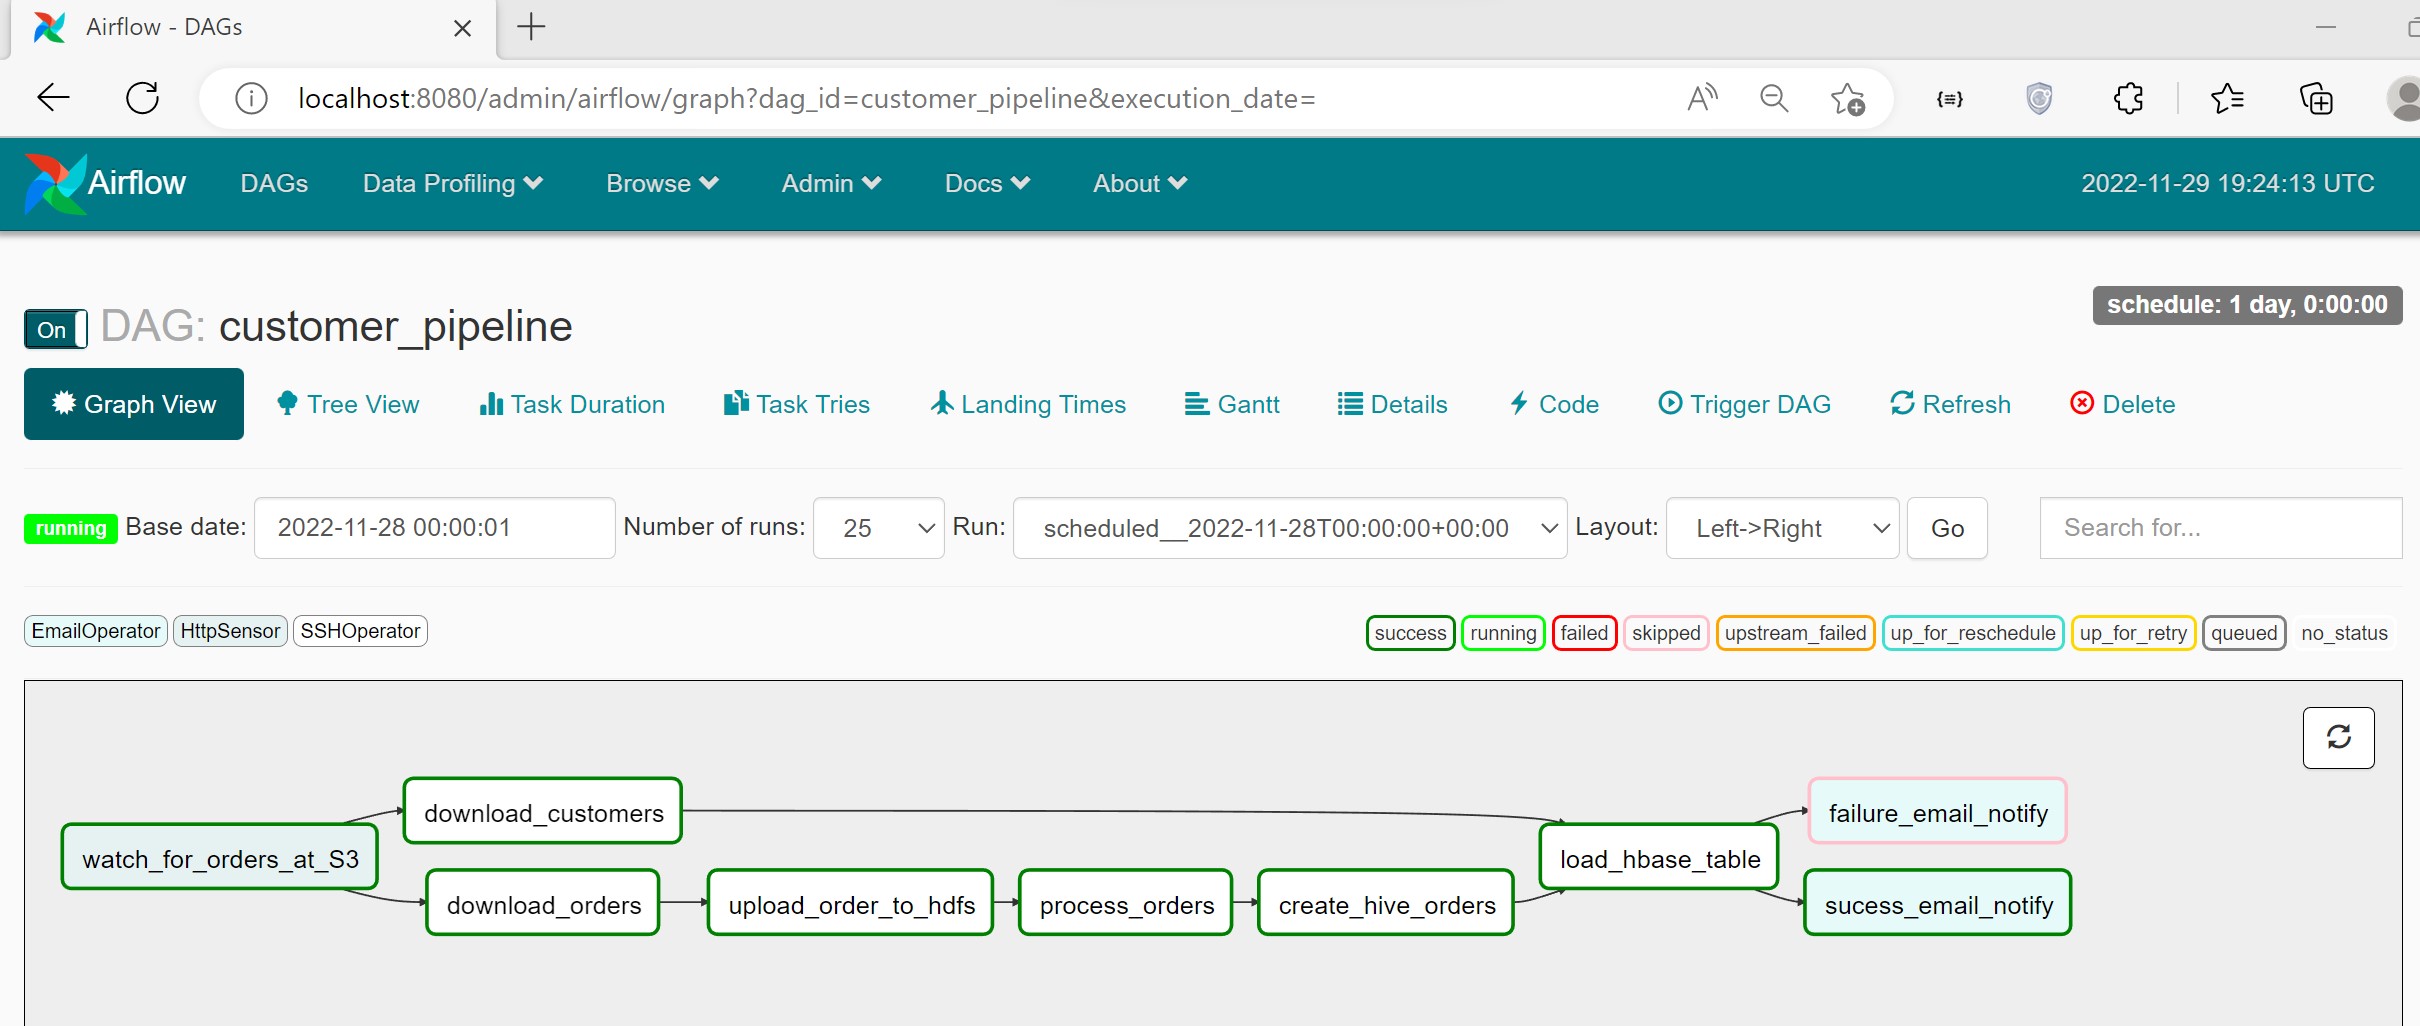 Airflow - DAGs
localhost:8080/admin/airflow/graph?dag_id=customer_pipeline&execution_date=
Airflow DAGs Data Profiling Browse Admin Docs About 2022-11-29 19:24:13 UTC
schedule: 1 day, 0:00:00
On DAG: customer_pipeline
Graph View Tree View Task Duration Task Tries Landing Times Gantt Details Code Trigger DAG Refresh Delete
running Base date: 2022-11-28 00:00:01 Number of runs: 25 Run: scheduled__2022-11-28T00:00:00+00:00 Layout: Left->Right Go Search for...
EmailOperator HttpSensor SSHOperator success running failed skipped upstream_failed up_for_reschedule up_for_retry queued no_status
download_customers failure_email_notify
watch_for_orders_at_S3 load_hbase_table
download_orders upload_order_to_hdfs process_orders create_hive_orders sucess_email_notify